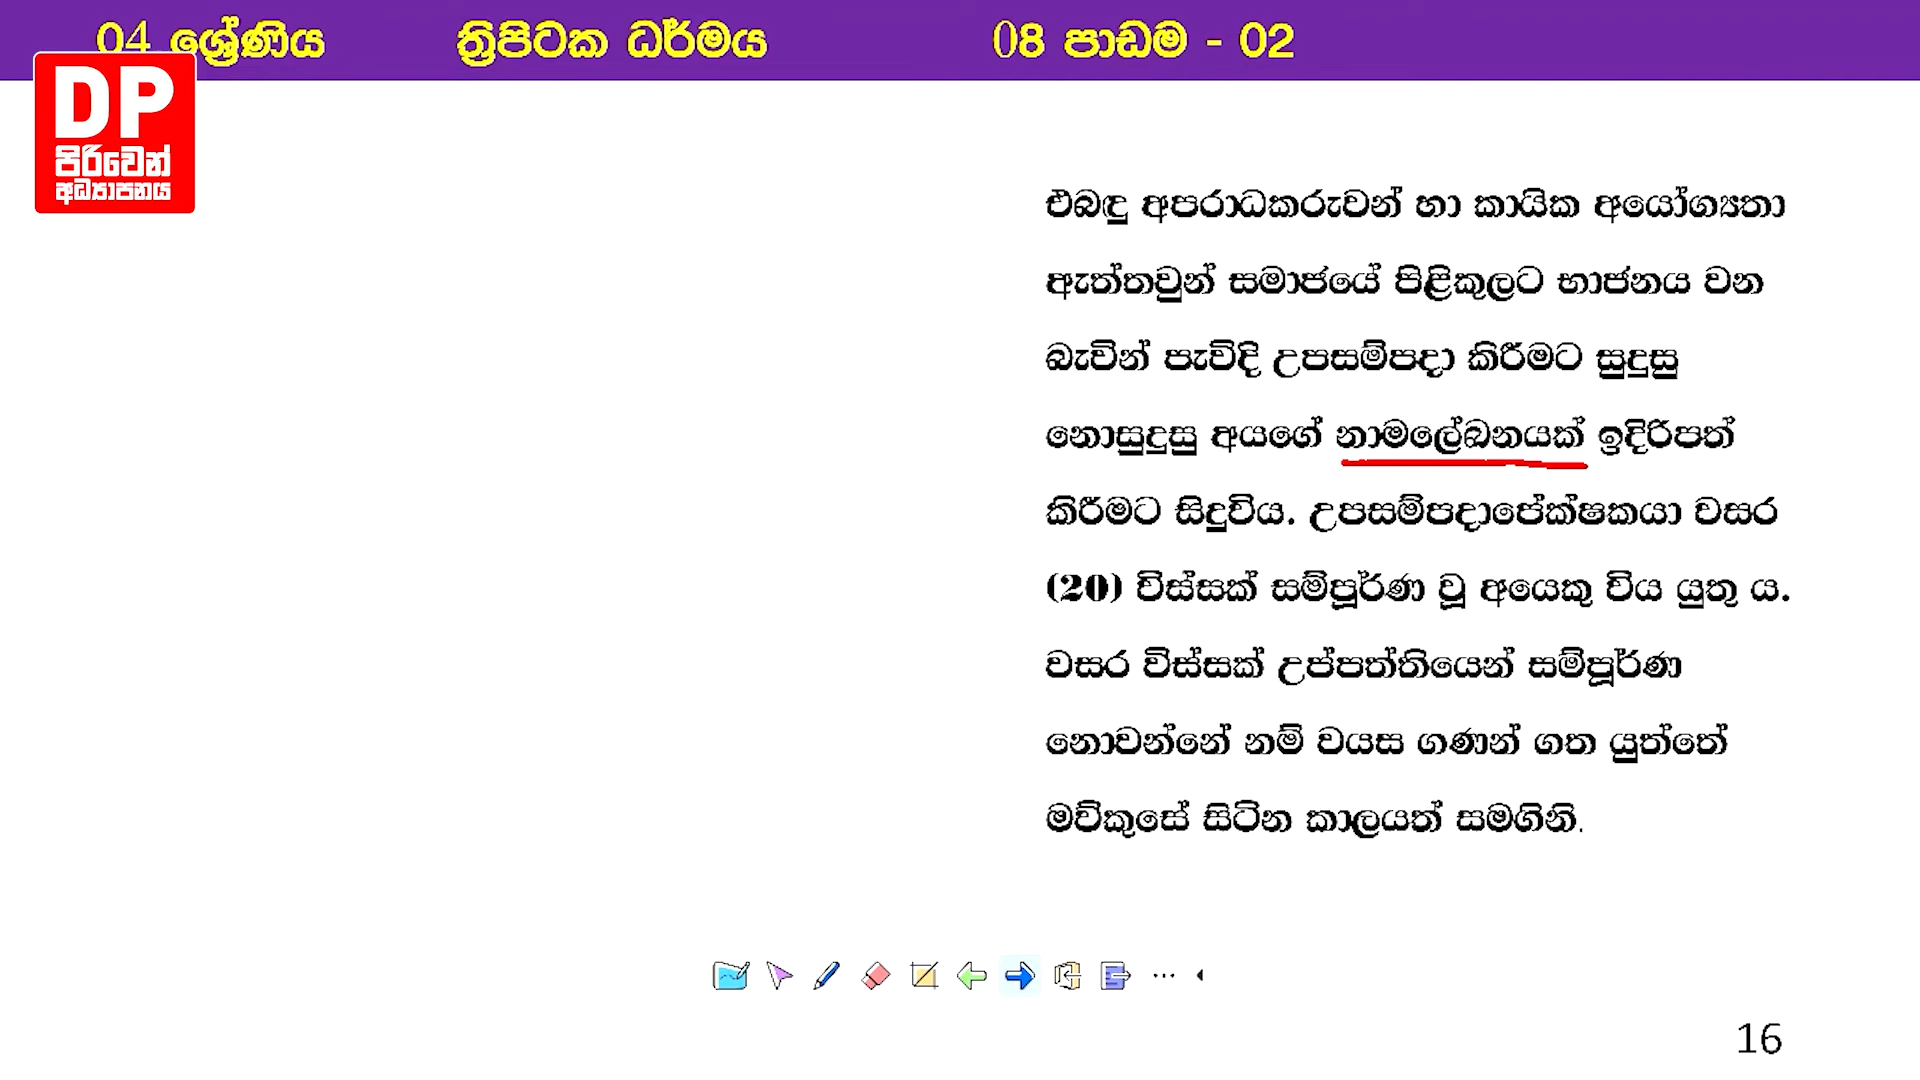 04 ශ්‍රේණිය ත්‍රිපිටක ධර්මය 08 පාඩම - 02
DP
පිරිවෙන්
අධ්‍යාපනය
එබඳු අපරාධකරුවන් හා කායික අයෝග්‍යතා
ඇත්තවුන් සමාජයේ පිළිකුලට භාජනය වන
බැවින් පැවිදි උපසම්පදා කිරීමට සුදුසු
නොසුදුසු අයගේ නාමලේඛනයක් ඉදිරිපත්
කිරීමට සිදුවිය. උපසම්පදාපේක්ෂකයා වසර
(20) විස්සක් සම්පූර්ණ වූ අයෙකු විය යුතු ය.
වසර විස්සක් උප්පත්තියෙන් සම්පූර්ණ
නොවන්නේ නම් වයස ගණන් ගත යුත්තේ
මව්කුසේ සිටින කාලයත් සමගිනි.
16